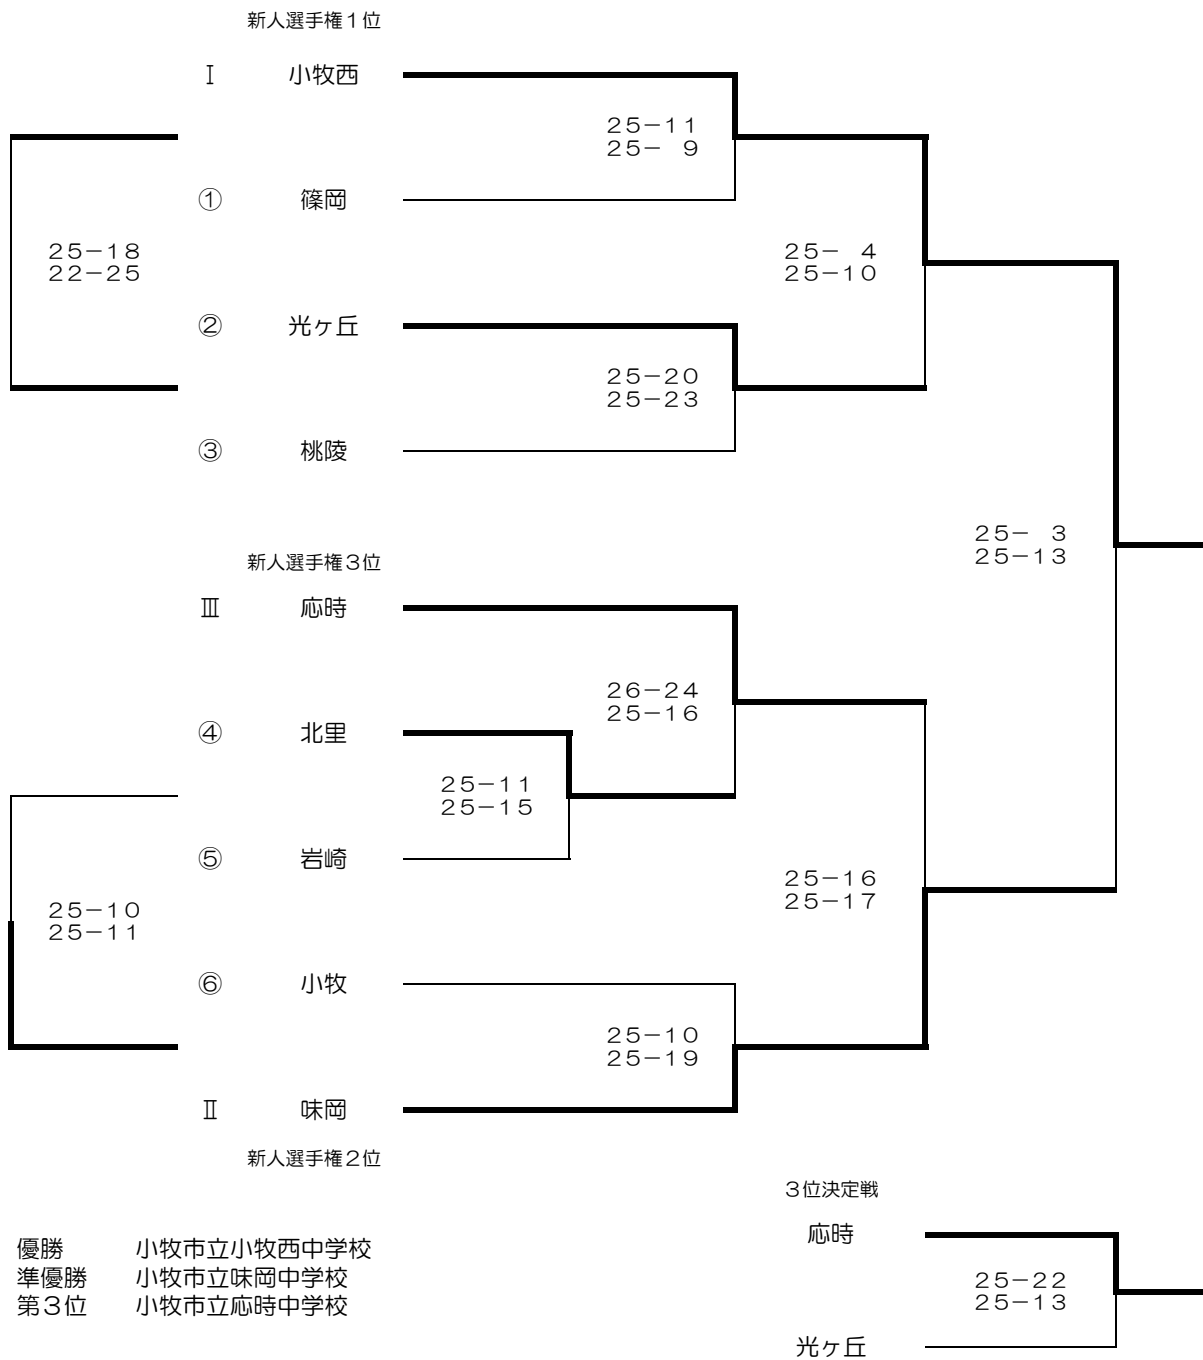 新人選手権１位
Ⅰ 小牧西
２５－１１
２５－　９
① 篠岡
２５－１８
２２－２５
２５－　４
２５－１０
② 光ヶ丘
２５－２０
２５－２３
③ 桃陵
２５－　３
２５－１３
新人選手権３位
Ⅲ 応時
２６－２４
２５－１６
④ 北里
２５－１１
２５－１５
⑤ 岩崎
２５－１６
２５－１７
２５－１０
２５－１１
⑥ 小牧
２５－１０
２５－１９
Ⅱ 味岡
新人選手権２位
３位決定戦
応時
２５－２２
２５－１３
光ヶ丘
優勝 小牧市立小牧西中学校
準優勝 小牧市立味岡中学校
第３位 小牧市立応時中学校